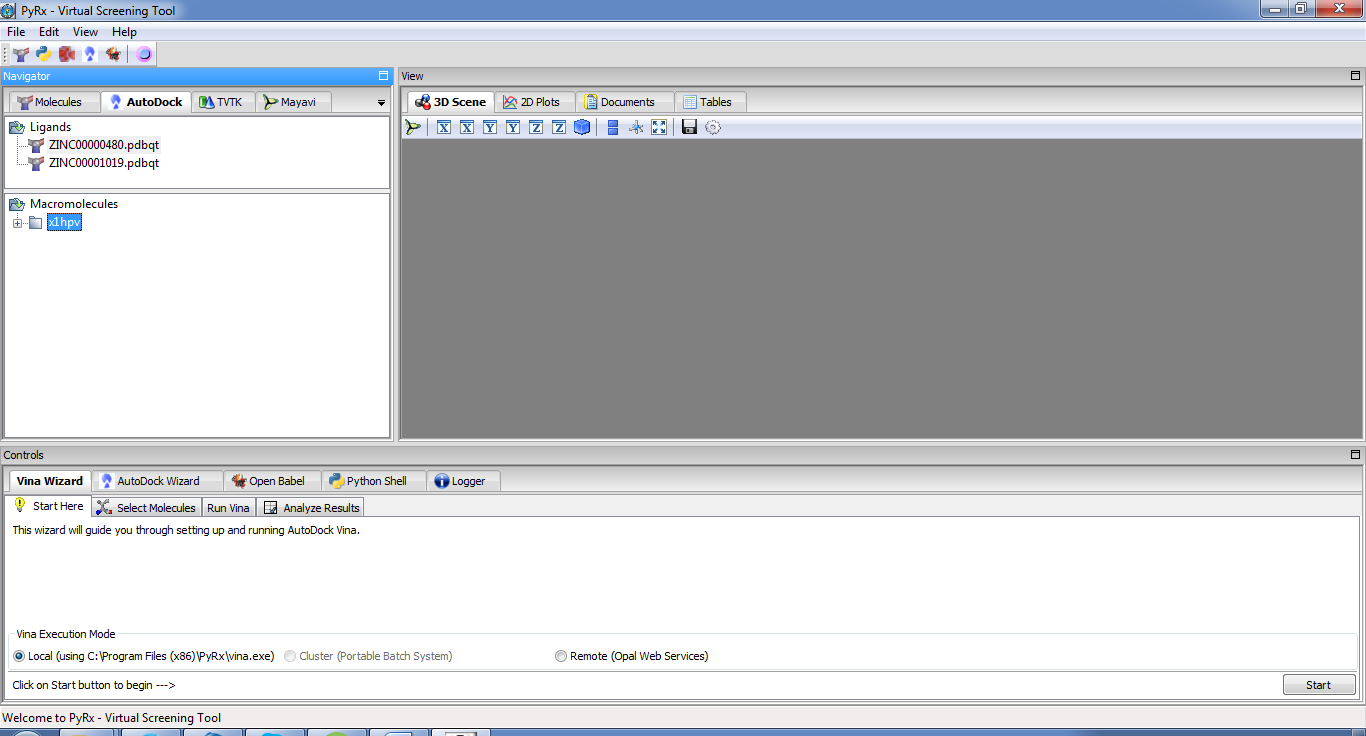 PyRx - Virtual Screening Tool
File Edit View Help
Navigator
View
Molecules AutoDock TVTK Mayavi
3D Scene 2D Plots Documents Tables
X X Y Y Z Z
Ligands
ZINC00000480.pdbqt
ZINC00001019.pdbqt
Macromolecules
x1hpv
Controls
Vina Wizard AutoDock Wizard Open Babel Python Shell Logger
Start Here Select Molecules Run Vina Analyze Results
This wizard will guide you through setting up and running AutoDock Vina.
Vina Execution Mode
Local (using C:\Program Files (x86)\PyRx\vina.exe) Cluster (Portable Batch System) Remote (Opal Web Services)
Click on Start button to begin --->
Start
Welcome to PyRx - Virtual Screening Tool